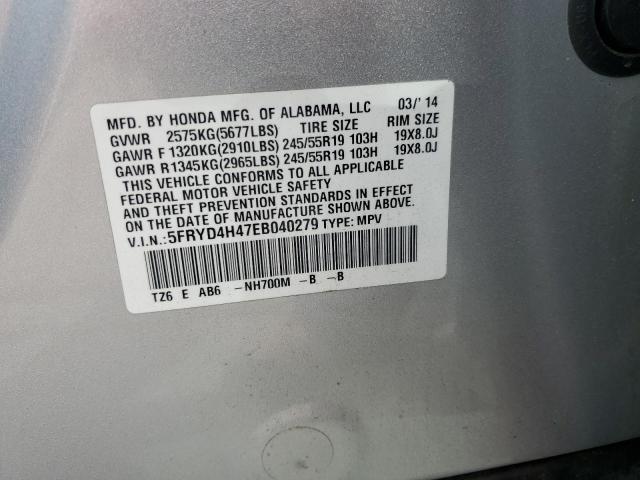 MFD. BY HONDA MFG. OF ALABAMA, LLC 03/'14
GVWR 2575KG(5677LBS) TIRE SIZE RIM SIZE
GAWR F 1320KG(2910LBS) 245/55R19 103H 19X8.0J
GAWR R1345KG(2965LBS) 245/55R19 103H 19X8.0J
THIS VEHICLE CONFORMS TO ALL APPLICABLE
FEDERAL MOTOR VEHICLE SAFETY
AND THEFT PREVENTION STANDARDS IN EFFECT
ON THE DATE OF MANUFACTURE SHOWN ABOVE.
V.I.N.:5FRYD4H47EB040279 TYPE: MPV
TZ6 E AB6 -NH700M -B -B